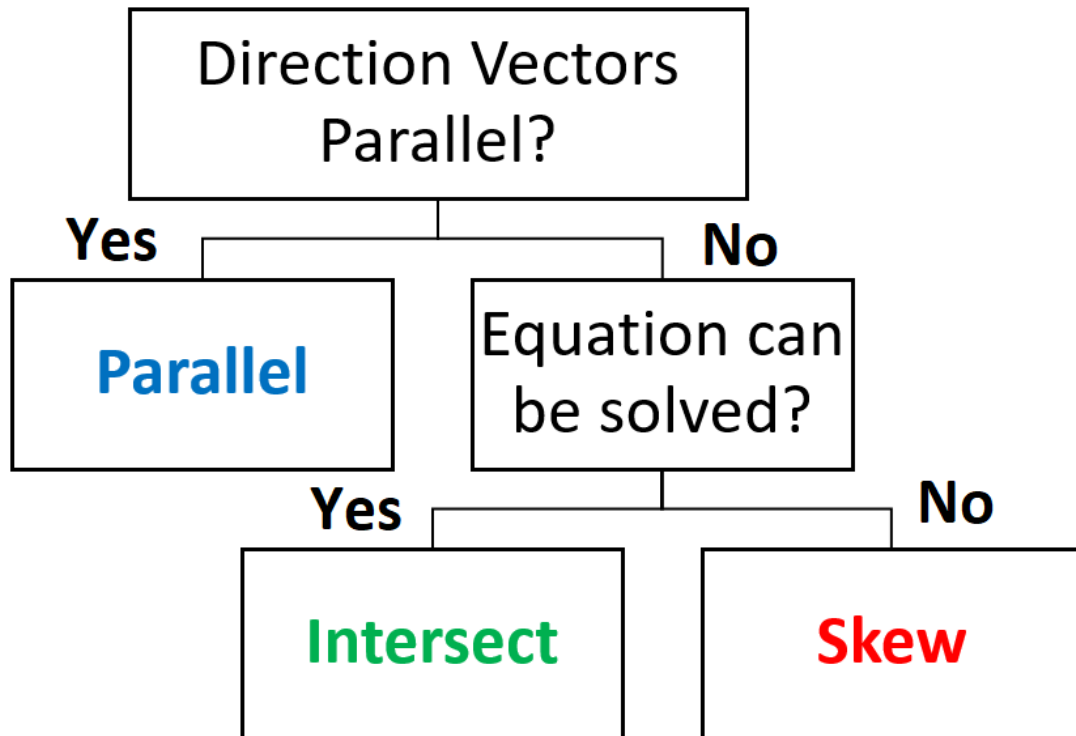 Direction Vectors
Parallel?
Yes
No
Parallel
Equation can
be solved?
Yes
No
Intersect
Skew